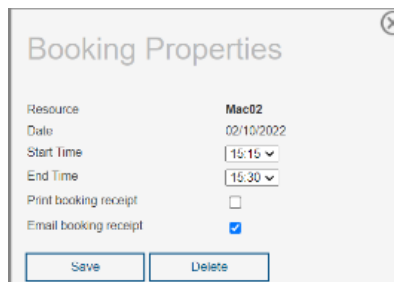 Booking Properties
Resource Mac02
Date 02/10/2022
Start Time 15:15
End Time 15:30
Print booking receipt
Email booking receipt
Save Delete